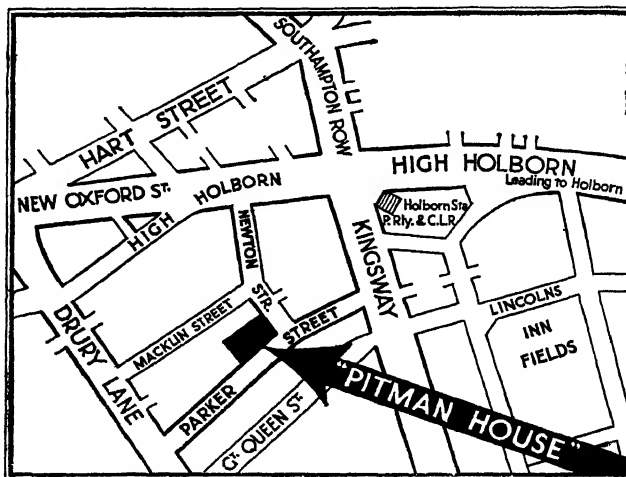 SOUTHAMPTON ROW
HART STREET
HIGH HOLBORN
Leading to Holborn
NEW OXFORD ST.
HIGH HOLBORN
Holborn Sta.
P.Rly. & C.L.R.
NEWTON STR.
KINGSWAY
DRURY LANE
MACKLIN STREET
PARKER STREET
LINCOLNS
INN
FIELDS
GT. QUEEN ST.
"PITMAN HOUSE"